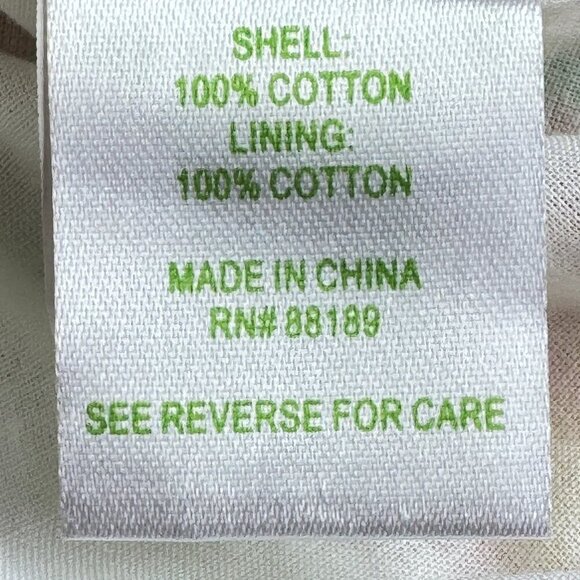 SHELL:
100% COTTON
LINING:
100% COTTON
MADE IN CHINA
RN# 88189
SEE REVERSE FOR CARE